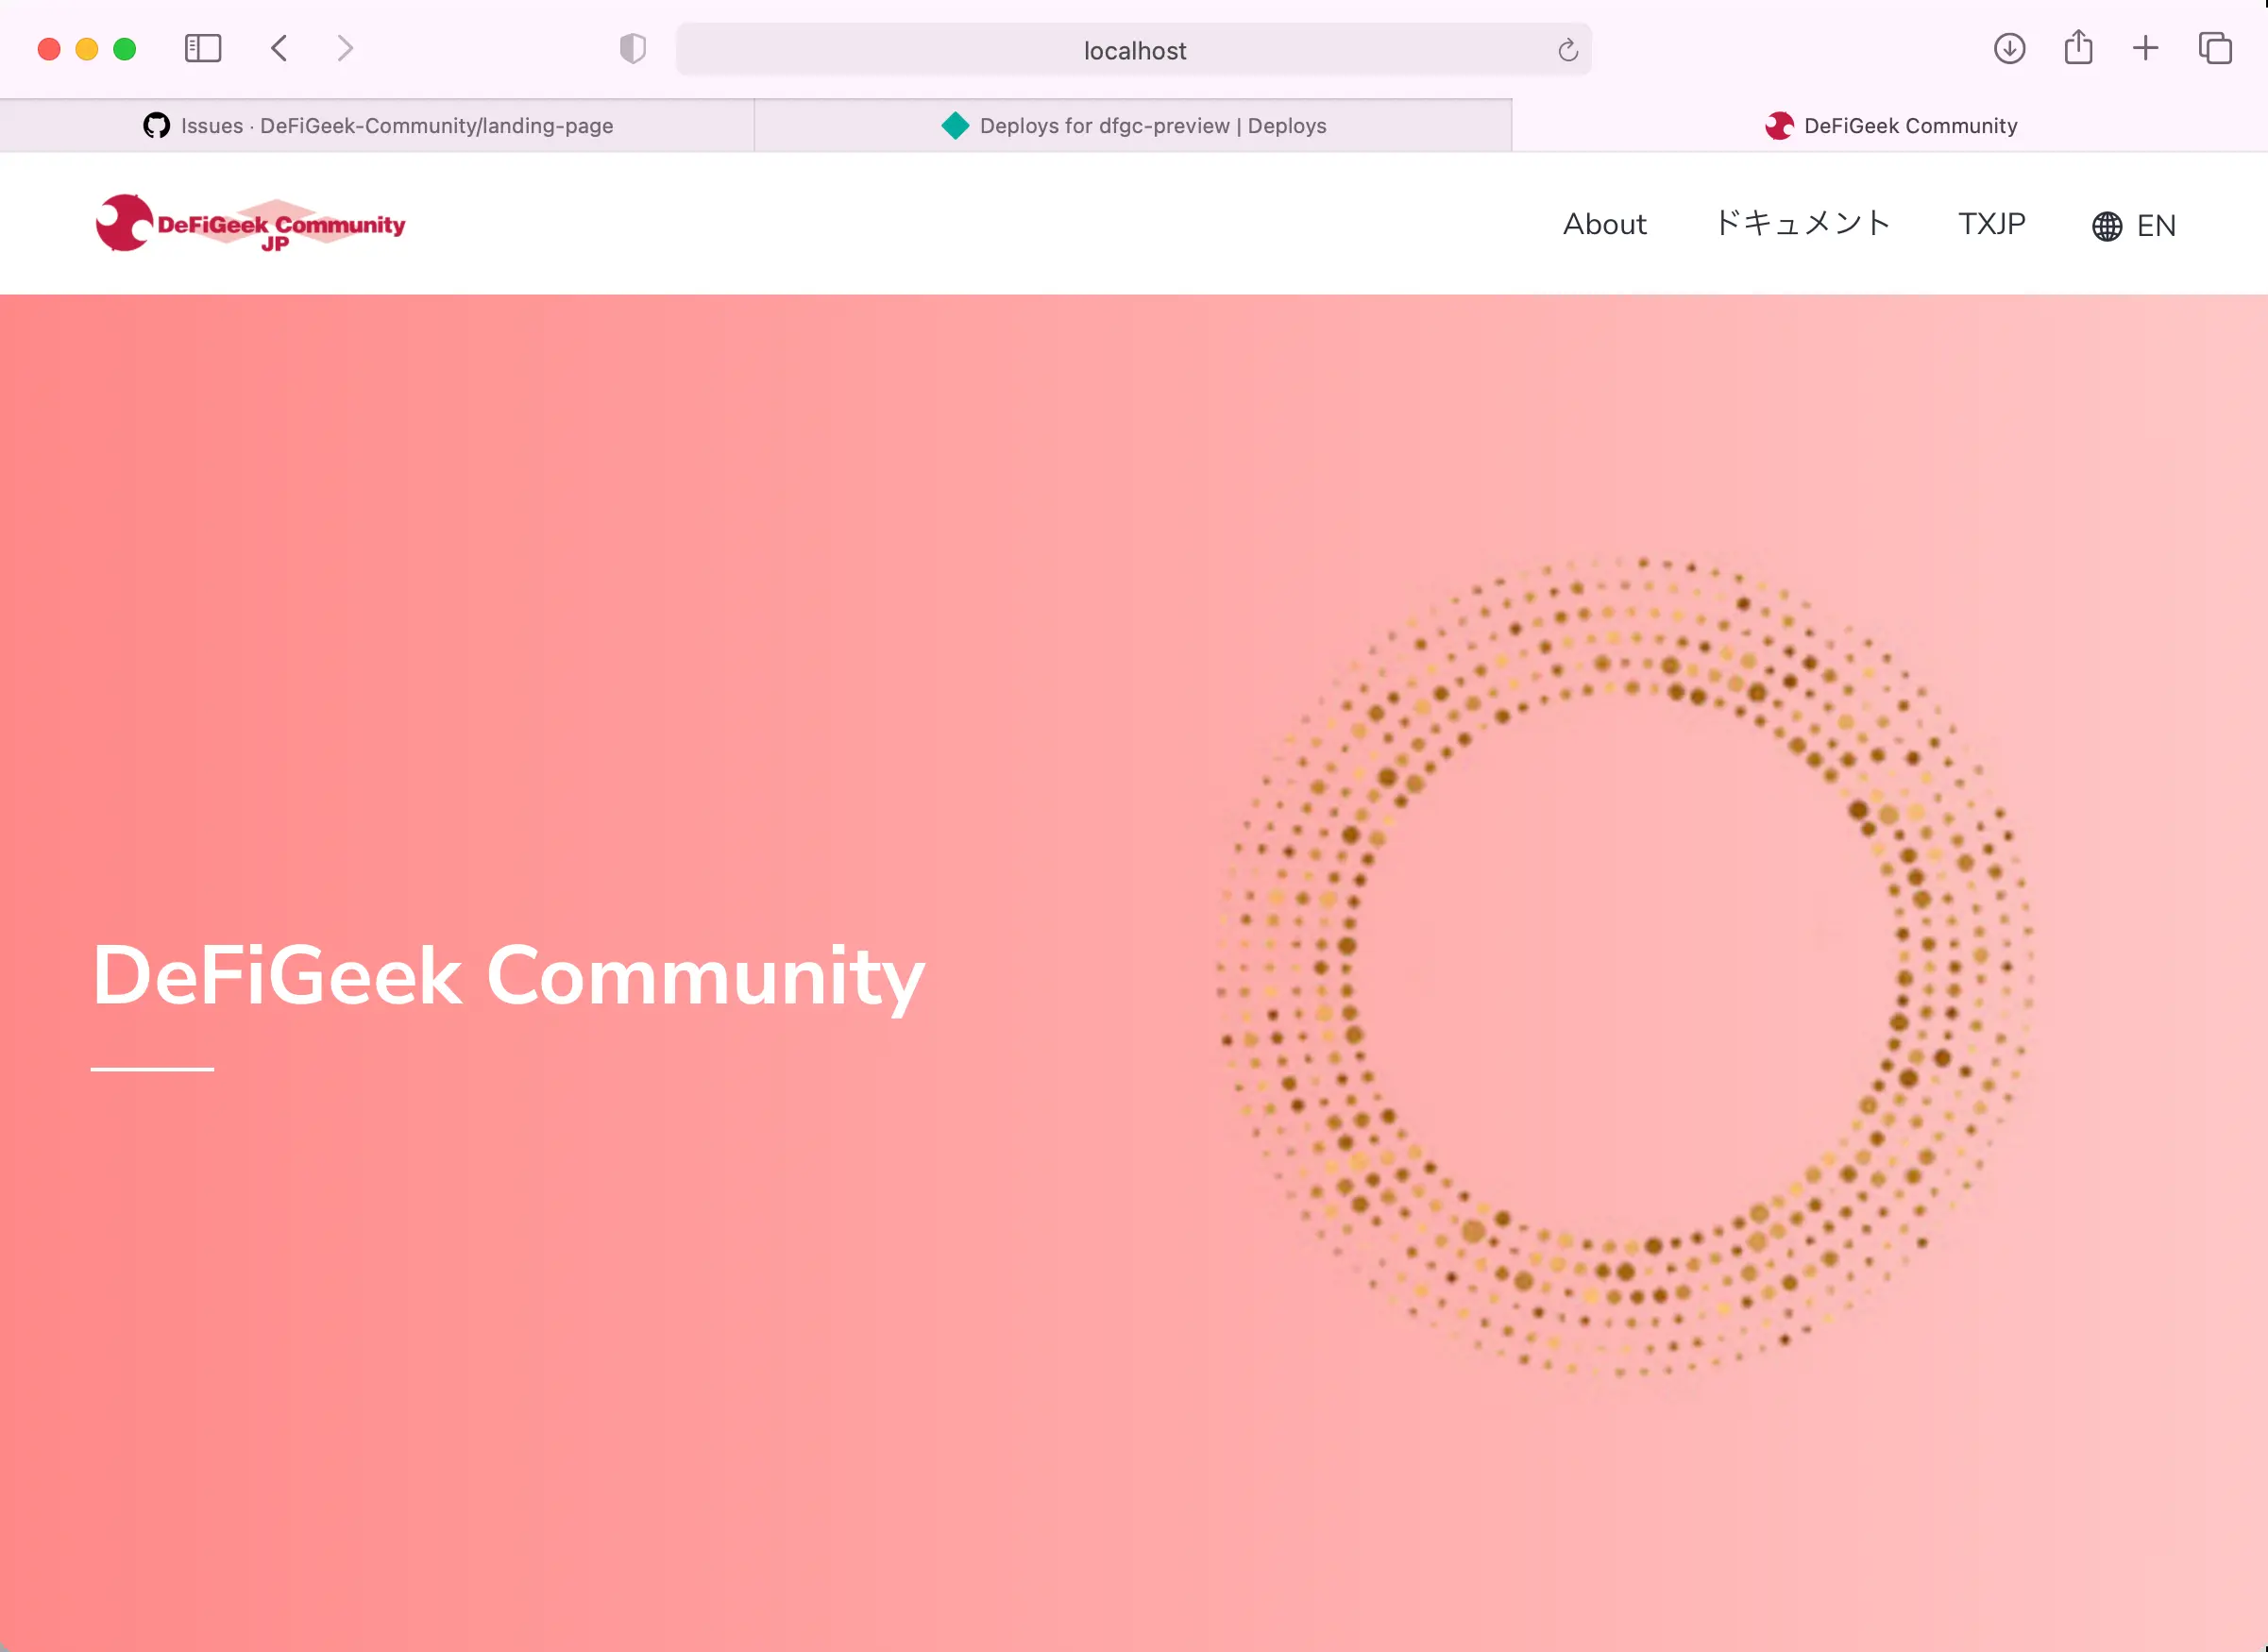 localhost
Issues · DeFiGeek-Community/landing-page
Deploys for dfgc-preview | Deploys
DeFiGeek Community
DeFiGeek Community
JP
About
ドキュメント
TXJP
EN
DeFiGeek Community